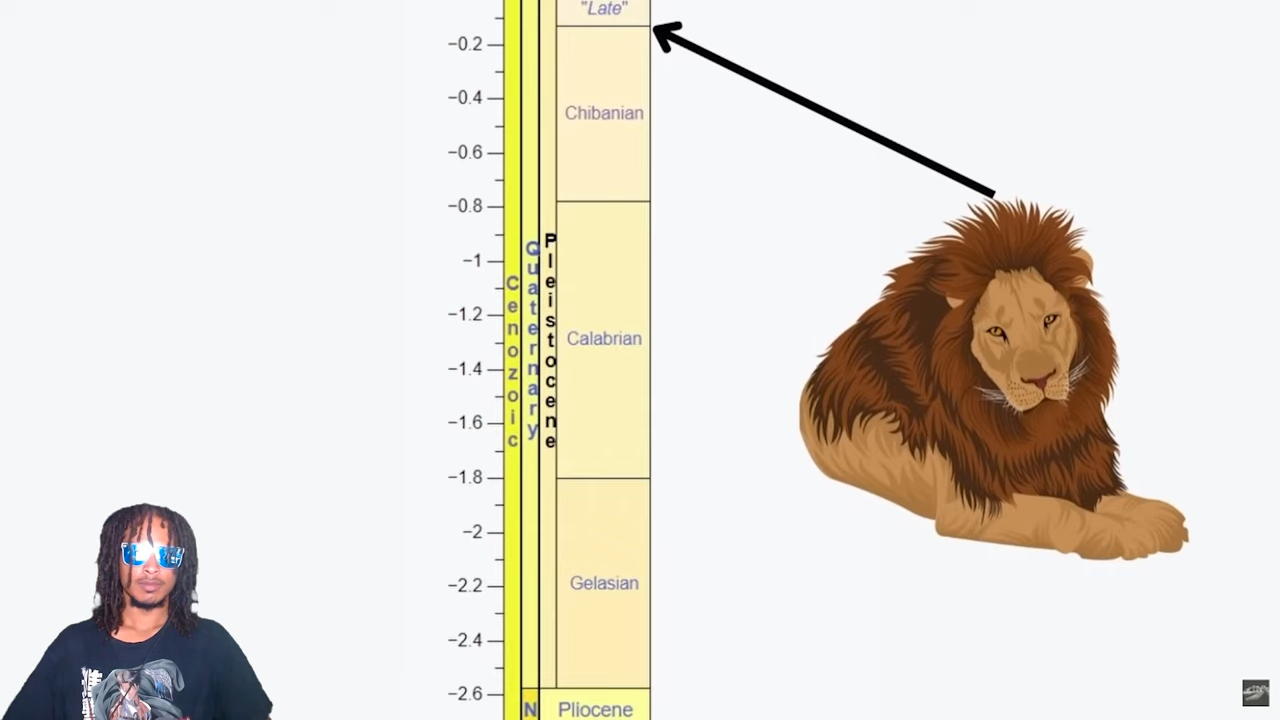 "Late"
−0.2
−0.4
Chibanian
−0.6
−0.8
−1
−1.2
Calabrian
−1.4
−1.6
−1.8
−2
Gelasian
−2.2
−2.4
−2.6
Cenozoic
Quaternary
Pleistocene
N
Pliocene